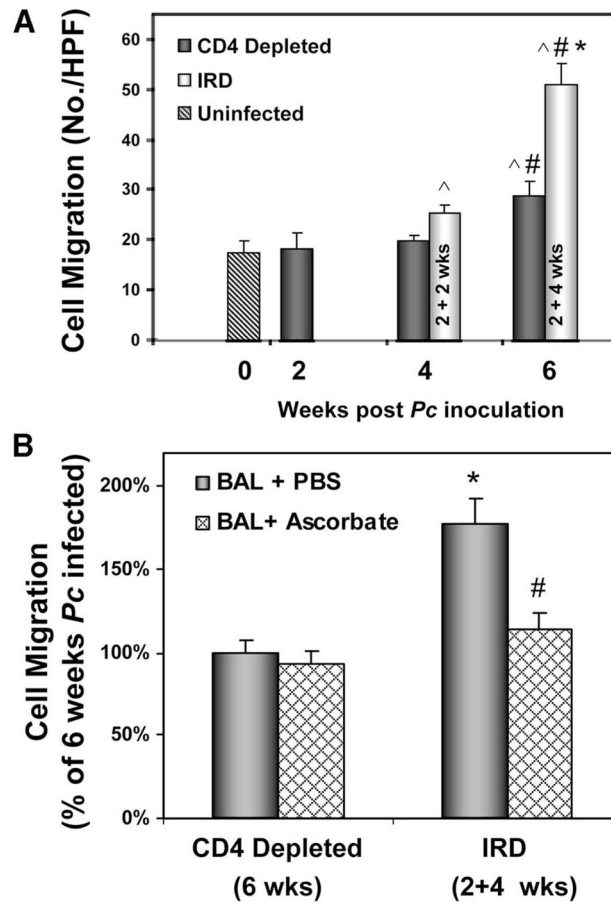 A
Cell Migration (No./HPF)
60
50
40
30
20
10
0
CD4 Depleted
IRD
Uninfected
^
^ #
^ # *
2 + 2 wks
2 + 4 wks
0 2 4 6
Weeks post Pc inoculation
B
Cell Migration
(% of 6 weeks Pc infected)
200%
150%
100%
50%
0%
BAL + PBS
BAL+ Ascorbate
*
#
CD4 Depleted IRD
(6 wks) (2+4 wks)